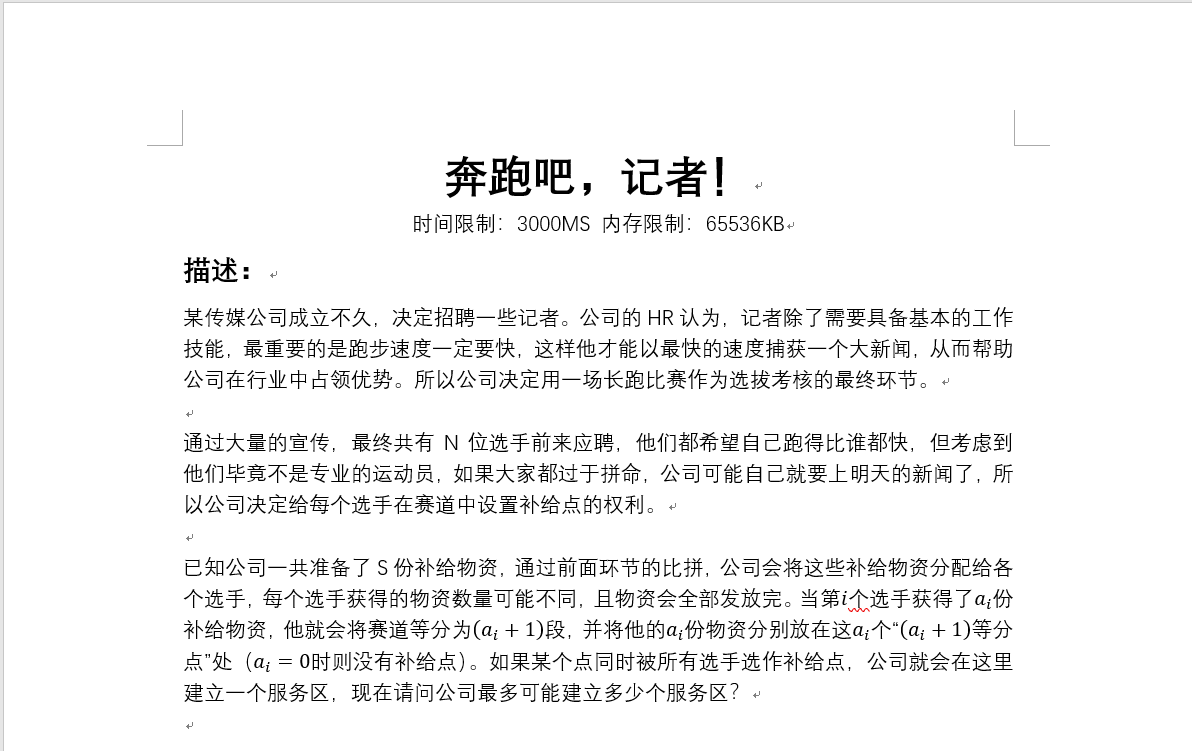 奔跑吧，记者！
时间限制：3000MS 内存限制：65536KB
描述：
某传媒公司成立不久，决定招聘一些记者。公司的 HR 认为，记者除了需要具备基本的工作
技能，最重要的是跑步速度一定要快，这样他才能以最快的速度捕获一个大新闻，从而帮助
公司在行业中占领优势。所以公司决定用一场长跑比赛作为选拔考核的最终环节。
通过大量的宣传，最终共有 N 位选手前来应聘，他们都希望自己跑得比谁都快，但考虑到
他们毕竟不是专业的运动员，如果大家都过于拼命，公司可能自己就要上明天的新闻了，所
以公司决定给每个选手在赛道中设置补给点的权利。
已知公司一共准备了 S 份补给物资，通过前面环节的比拼，公司会将这些补给物资分配给各
个选手，每个选手获得的物资数量可能不同，且物资会全部发放完。当第i个选手获得了aᵢ份
补给物资，他就会将赛道等分为(aᵢ + 1)段，并将他的aᵢ份物资分别放在这aᵢ个“(aᵢ + 1)等分
点”处（aᵢ = 0时则没有补给点）。如果某个点同时被所有选手选作补给点，公司就会在这里
建立一个服务区，现在请问公司最多可能建立多少个服务区？